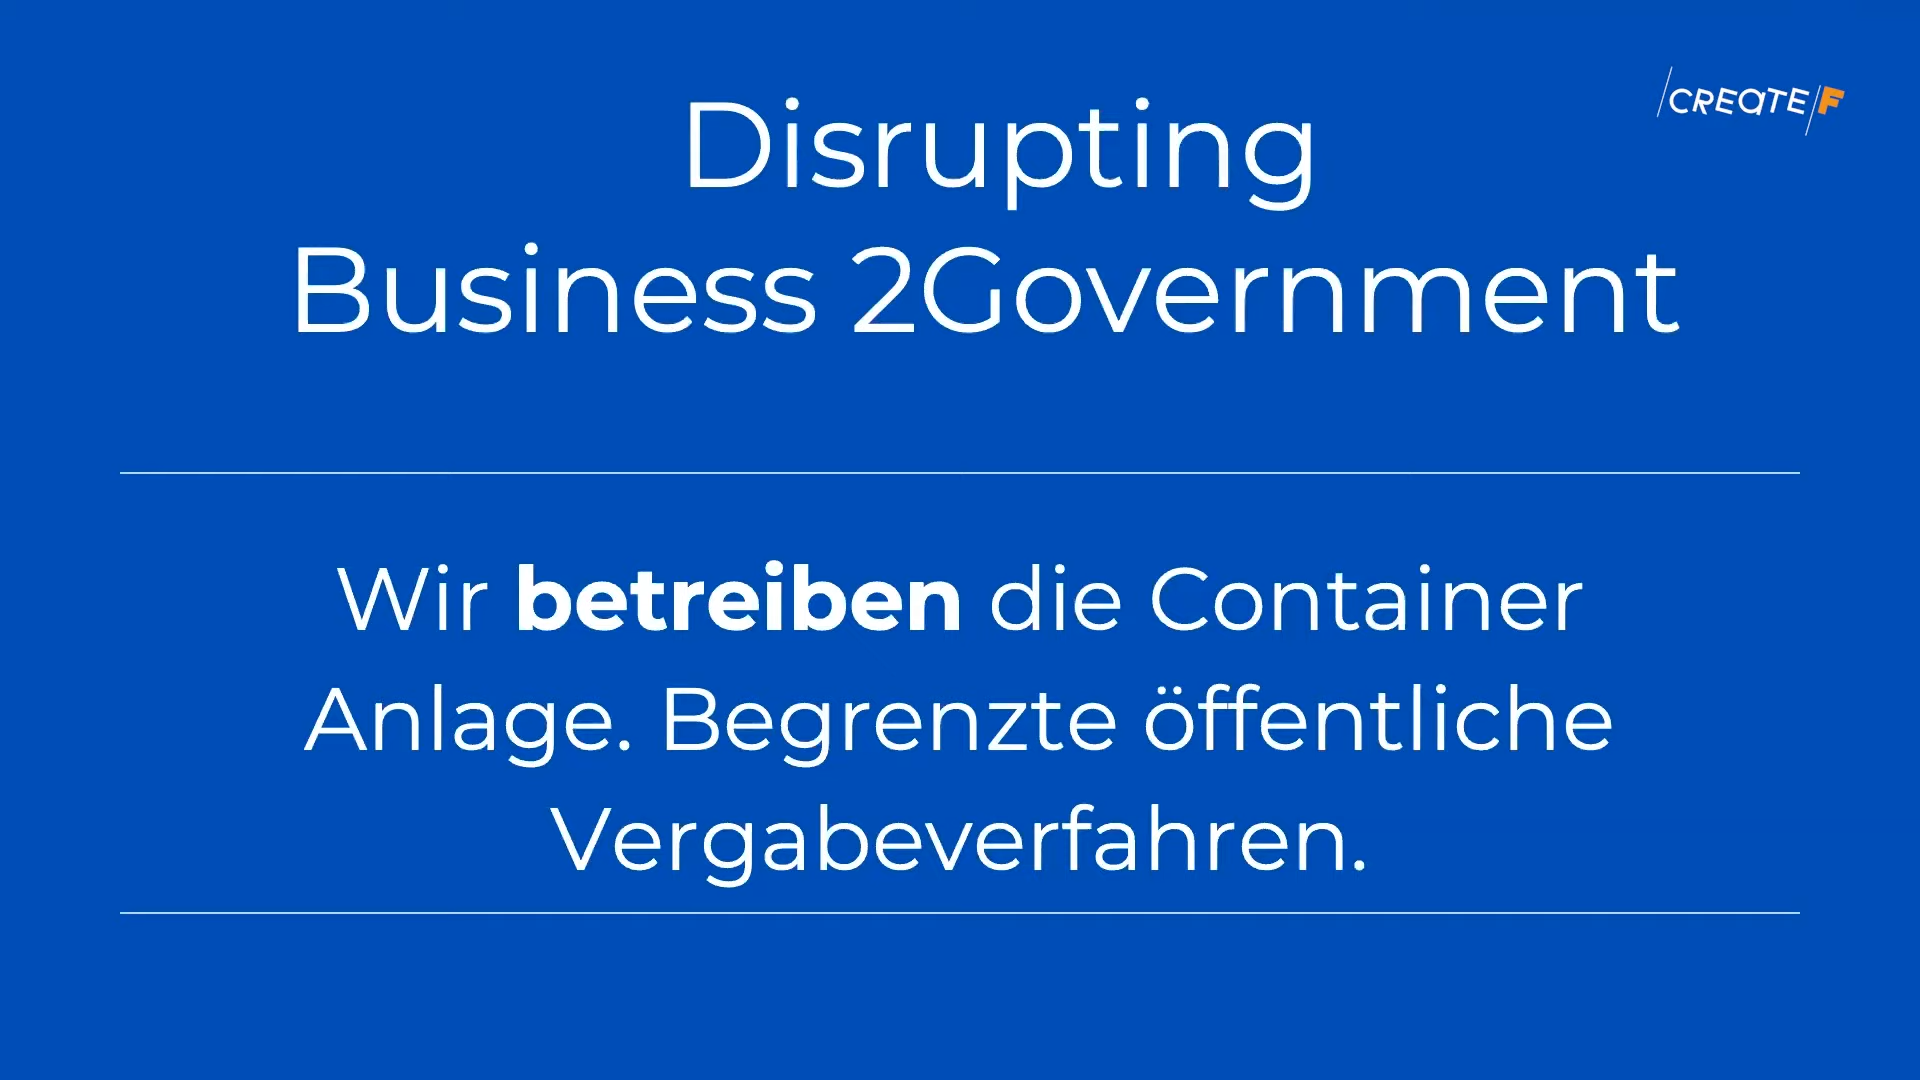 Disrupting
Business 2Government
/CREATE/F
Wir betreiben die Container
Anlage. Begrenzte öffentliche
Vergabeverfahren.